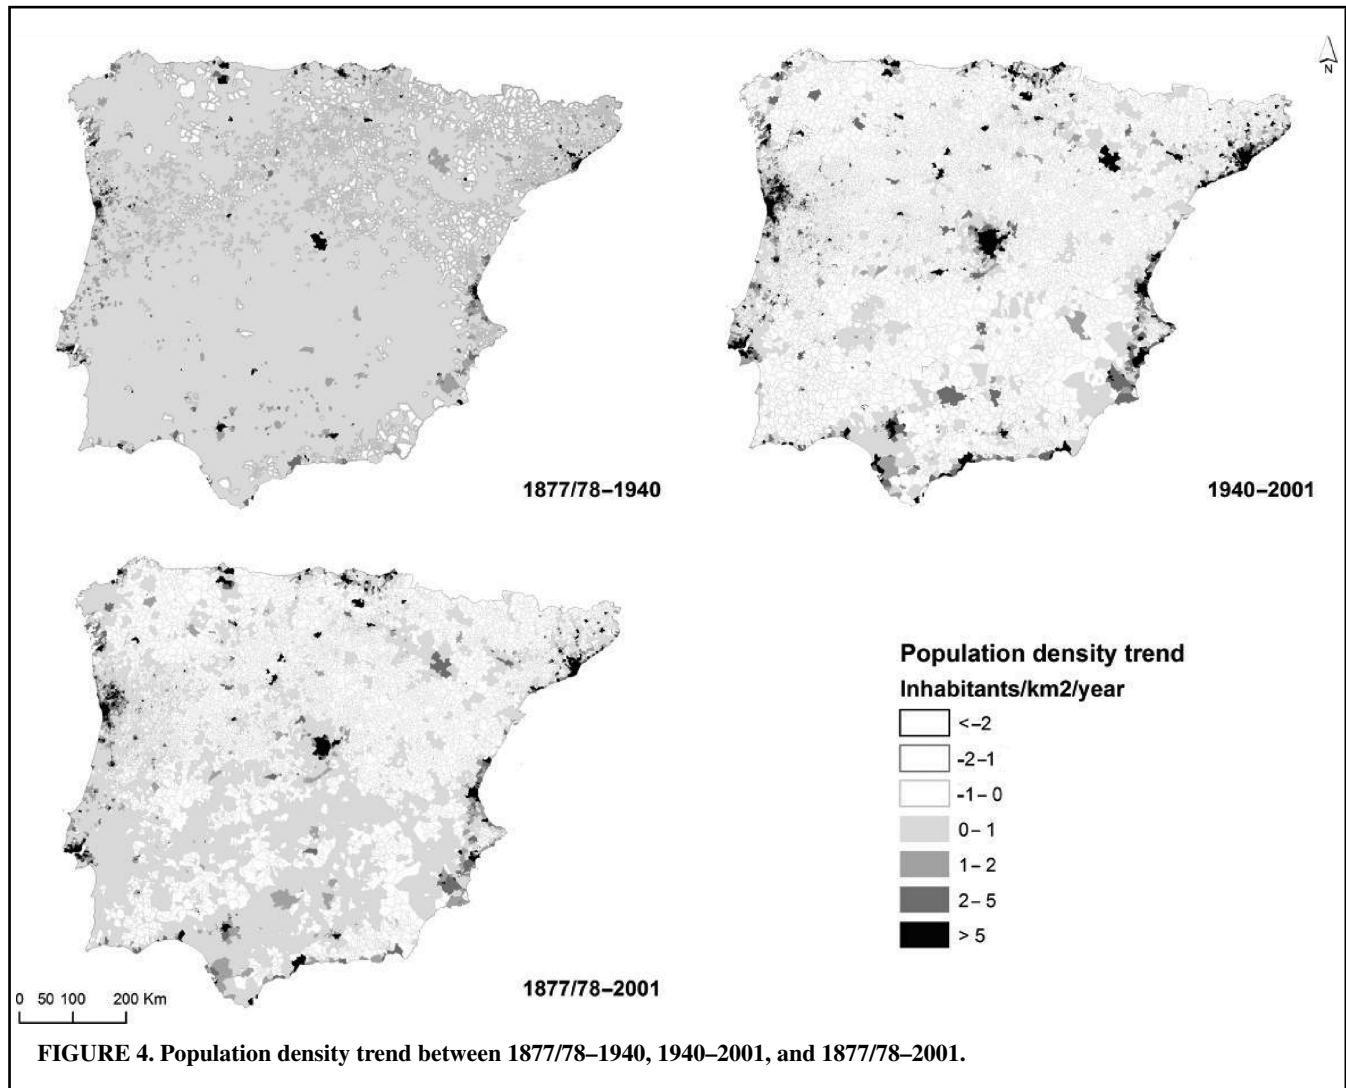 N
1877/78–1940
1940–2001
Population density trend
Inhabitants/km2/year
<-2
-2-1
-1- 0
0- 1
1- 2
2- 5
> 5
1877/78–2001
0 50 100 200 Km
FIGURE 4. Population density trend between 1877/78–1940, 1940–2001, and 1877/78–2001.